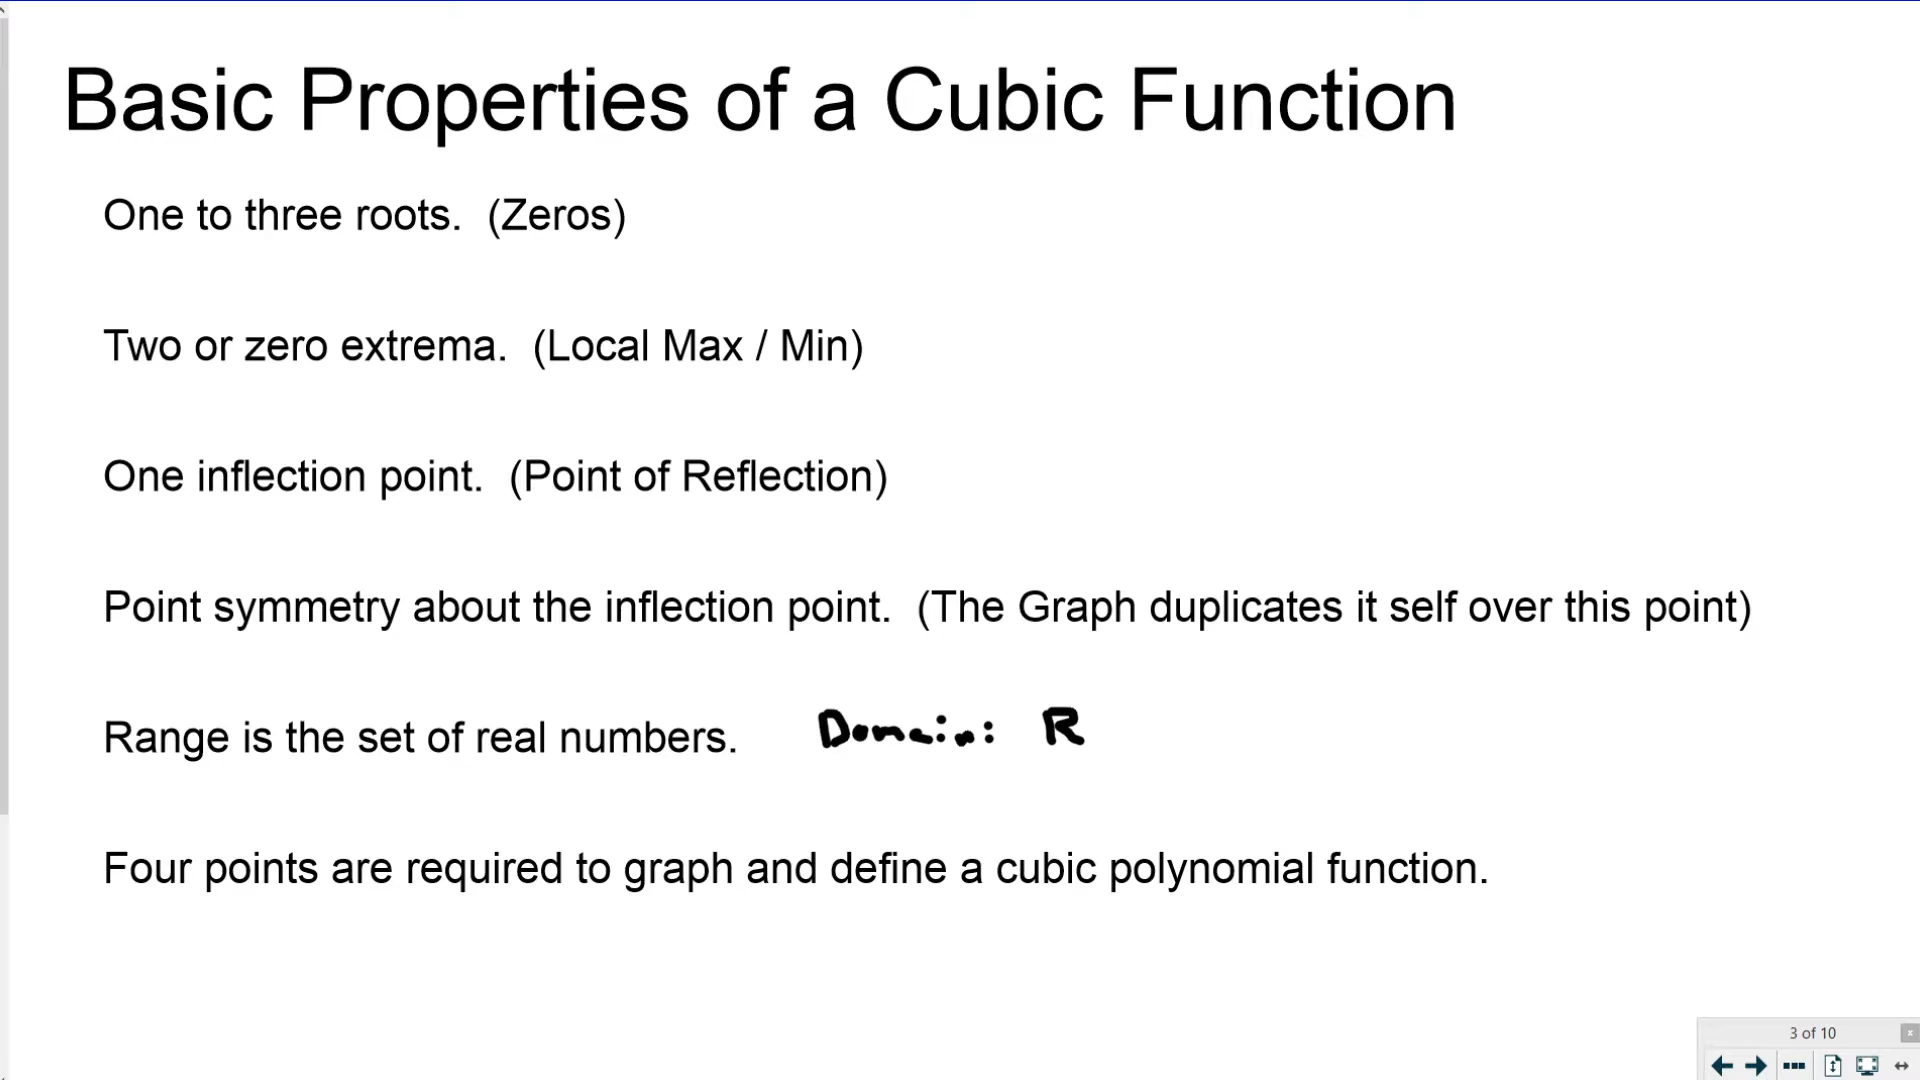 Basic Properties of a Cubic Function
One to three roots. (Zeros)
Two or zero extrema. (Local Max / Min)
One inflection point. (Point of Reflection)
Point symmetry about the inflection point. (The Graph duplicates it self over this point)
Range is the set of real numbers. Domain: R
Four points are required to graph and define a cubic polynomial function.
3 of 10